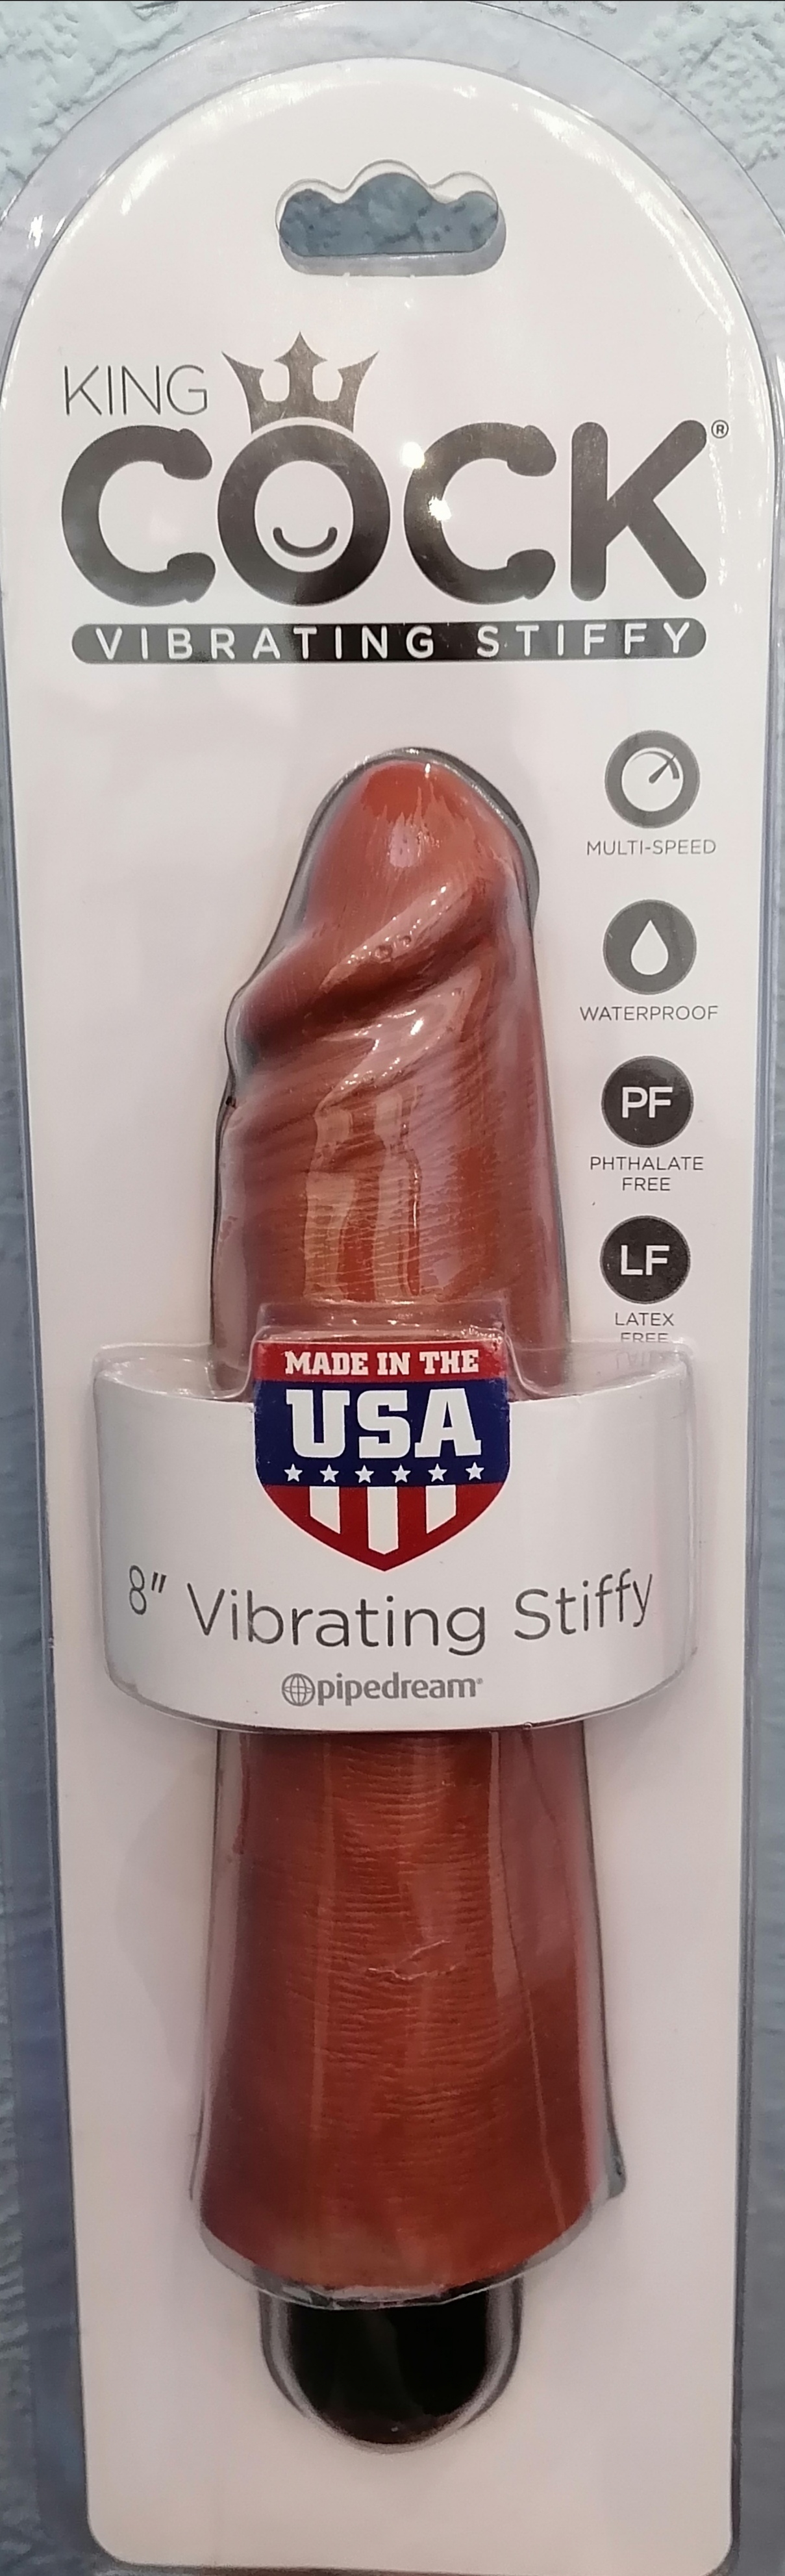 KING
COCK®
VIBRATING STIFFY
MULTI-SPEED
WATERPROOF
PF
PHTHALATE
FREE
LF
LATEX
FREE
MADE IN THE
USA
8" Vibrating Stiffy
pipedream®